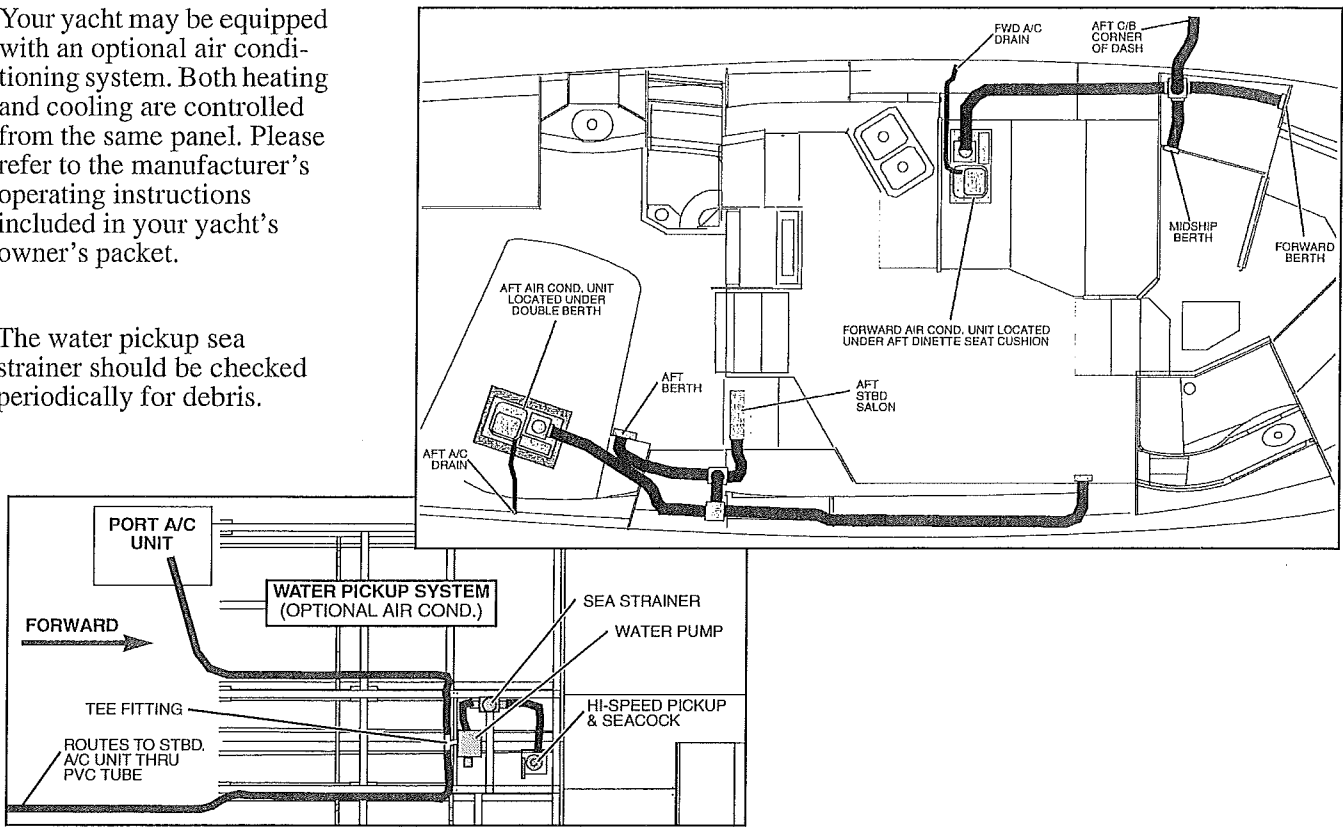 Your yacht may be equipped
with an optional air condi-
tioning system. Both heating
and cooling are controlled
from the same panel. Please
refer to the manufacturer's
operating instructions
included in your yacht's
owner's packet.
The water pickup sea
strainer should be checked
periodically for debris.
FWD A/C
DRAIN
AFT C/B
CORNER
OF DASH
MIDSHIP
BERTH
FORWARD
BERTH
AFT AIR COND. UNIT
LOCATED UNDER
DOUBLE BERTH
FORWARD AIR COND. UNIT LOCATED
UNDER AFT DINETTE SEAT CUSHION
AFT
BERTH
AFT
STBD
SALON
AFT A/C
DRAIN
PORT A/C
UNIT
WATER PICKUP SYSTEM
(OPTIONAL AIR COND.)
FORWARD
SEA STRAINER
WATER PUMP
TEE FITTING
HI-SPEED PICKUP
& SEACOCK
ROUTES TO STBD.
A/C UNIT THRU
PVC TUBE